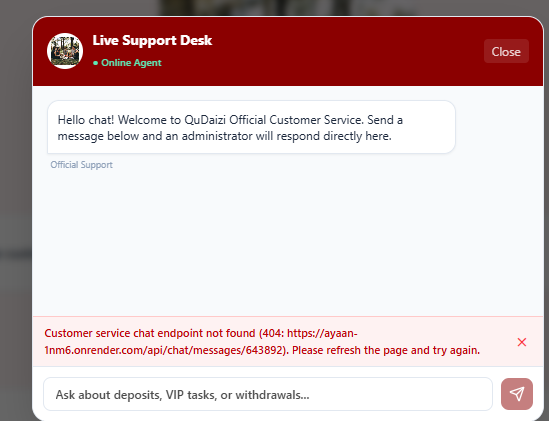 Live Support Desk
● Online Agent
Close
Hello chat! Welcome to QuDaizi Official Customer Service. Send a
message below and an administrator will respond directly here.
Official Support
Customer service chat endpoint not found (404: https://ayaan-
1nm6.onrender.com/api/chat/messages/643892). Please refresh the page and try again.
Ask about deposits, VIP tasks, or withdrawals...